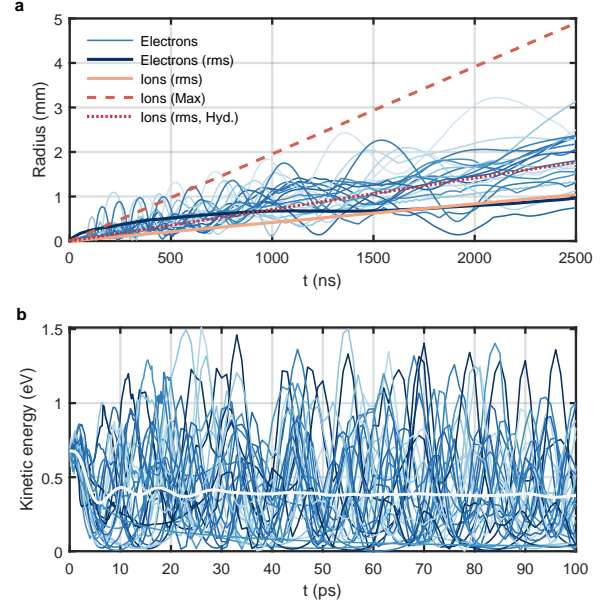 a
5
4
3
2
1
0
Radius (mm)
Electrons
Electrons (rms)
Ions (rms)
Ions (Max)
Ions (rms, Hyd.)
0 500 1000 1500 2000 2500
t (ns)
b
1.5
1
0.5
0
Kinetic energy (eV)
0 10 20 30 40 50 60 70 80 90 100
t (ps)